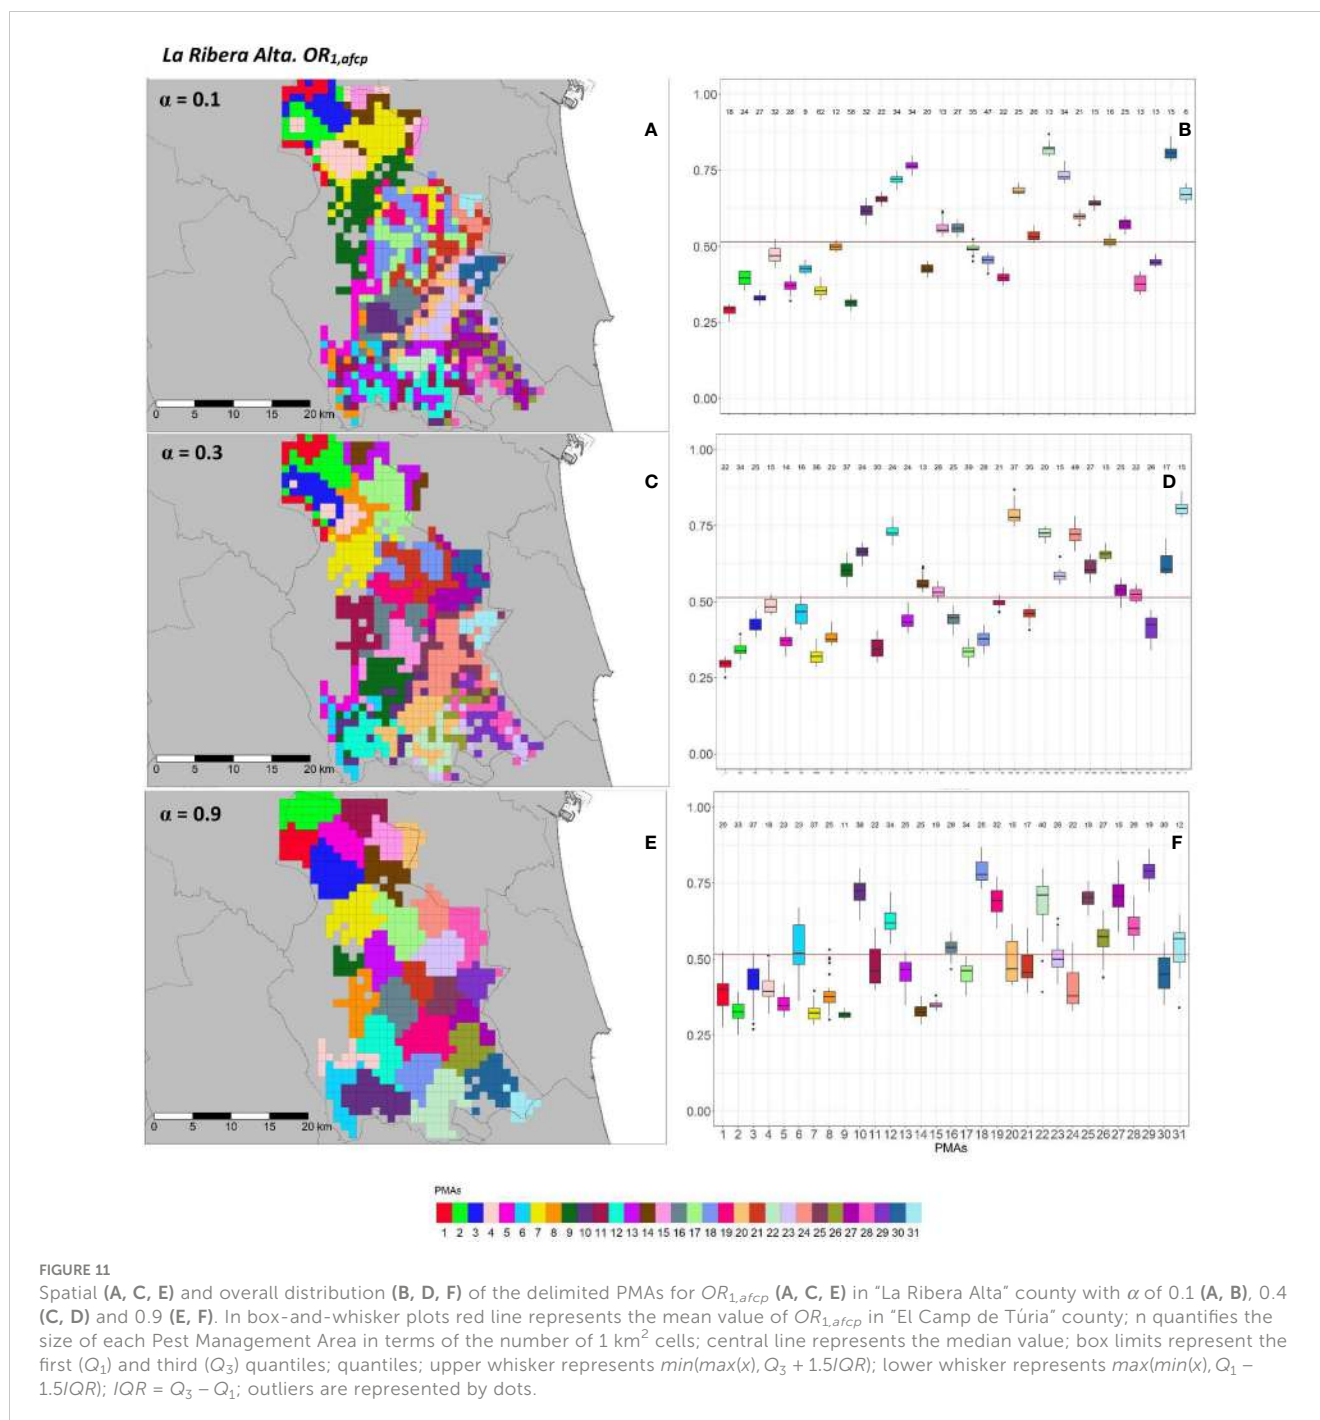 La Ribera Alta. OR1,afcp
α = 0.1
A
0 5 10 15 20 km
1.00
0.75
0.50
0.25
0.00
B
α = 0.3
C
0 5 10 15 20 km
1.00
0.75
0.50
0.25
0.00
D
α = 0.9
E
0 5 10 15 20 km
1.00
0.75
0.50
0.25
0.00
F
1 2 3 4 5 6 7 8 9 10 11 12 13 14 15 16 17 18 19 20 21 22 23 24 25 26 27 28 29 30 31
PMAs
PMAs
1 2 3 4 5 6 7 8 9 10 11 12 13 14 15 16 17 18 19 20 21 22 23 24 25 26 27 28 29 30 31
FIGURE 11
Spatial (A, C, E) and overall distribution (B, D, F) of the delimited PMAs for OR1,afcp (A, C, E) in “La Ribera Alta” county with α of 0.1 (A, B), 0.4
(C, D) and 0.9 (E, F). In box-and-whisker plots red line represents the mean value of OR1,afcp in “El Camp de Túria” county; n quantifies the
size of each Pest Management Area in terms of the number of 1 km2 cells; central line represents the median value; box limits represent the
first (Q1) and third (Q3) quantiles; quantiles; upper whisker represents min(max(x), Q3 + 1.5IQR); lower whisker represents max(min(x), Q1 −
1.5IQR); IQR = Q3 − Q1; outliers are represented by dots.